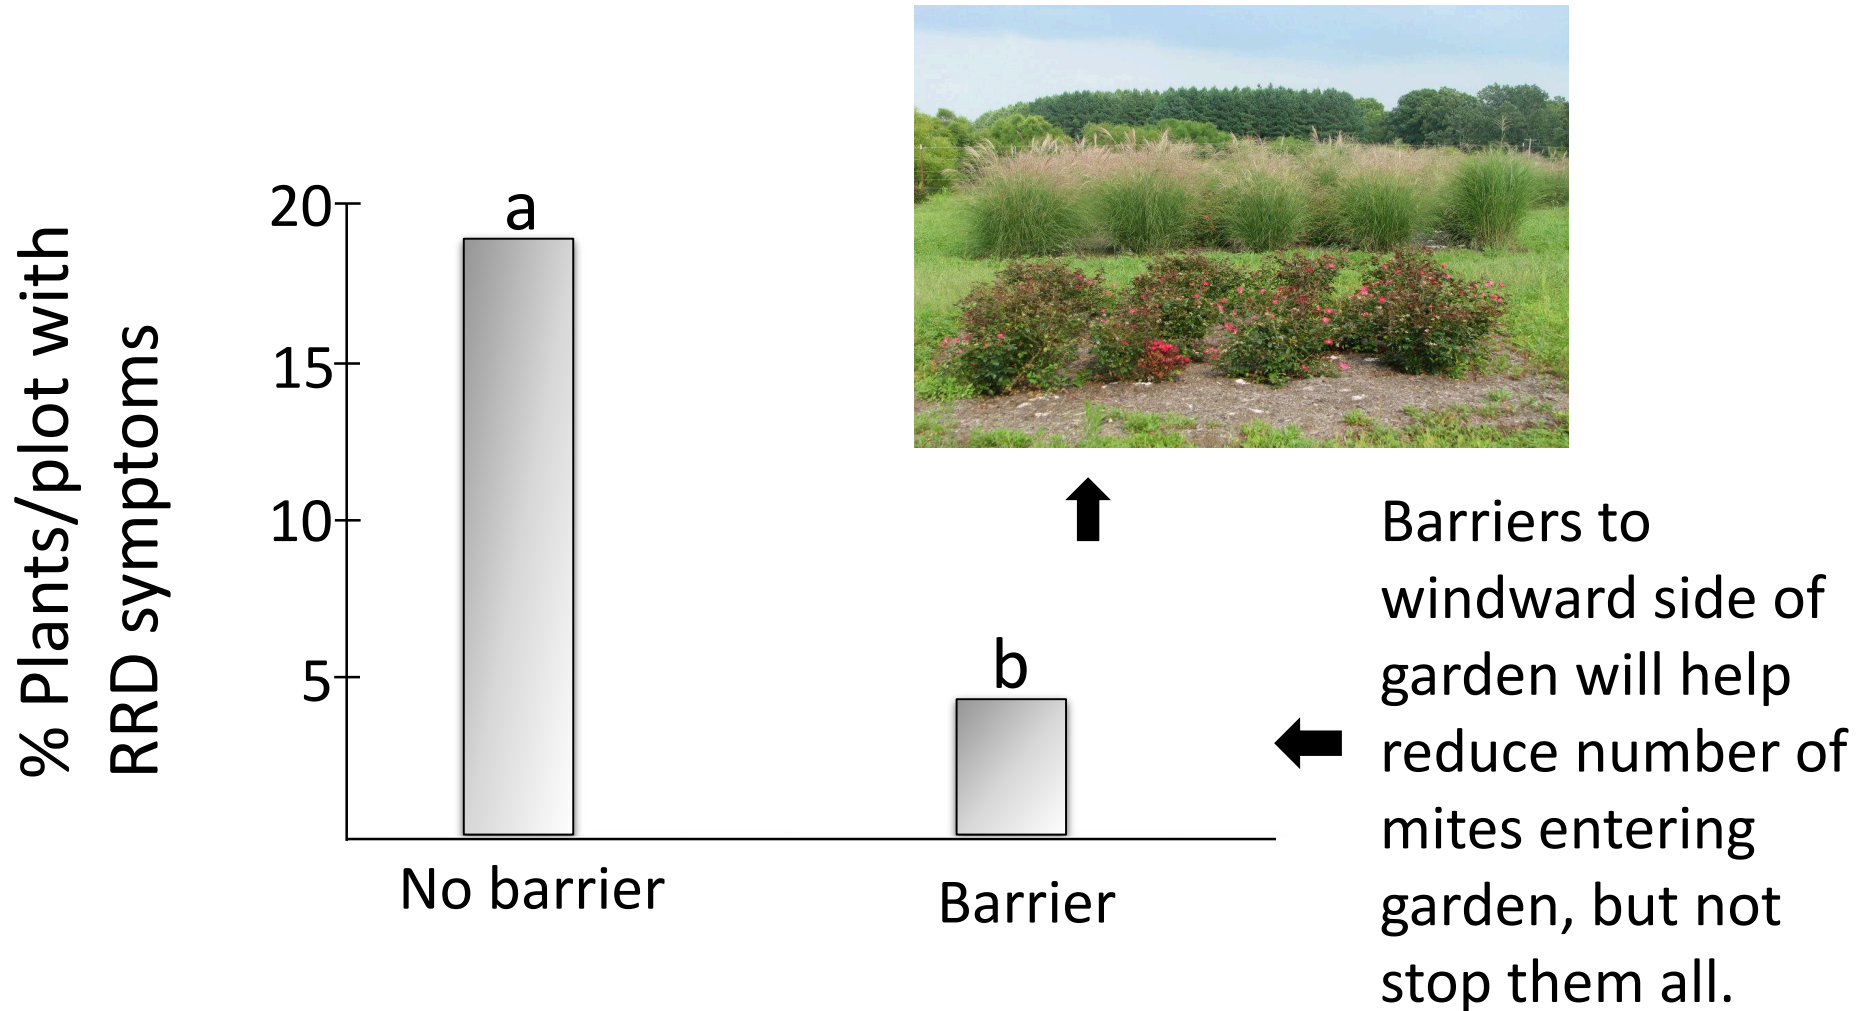 % Plants/plot with
RRD symptoms
20
15
10
5
a
b
No barrier
Barrier
Barriers to
windward side of
garden will help
reduce number of
mites entering
garden, but not
stop them all.